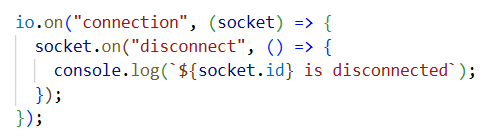 io.on("connection", (socket) => {
  socket.on("disconnect", () => {
    console.log(`${socket.id} is disconnected`);
  });
});